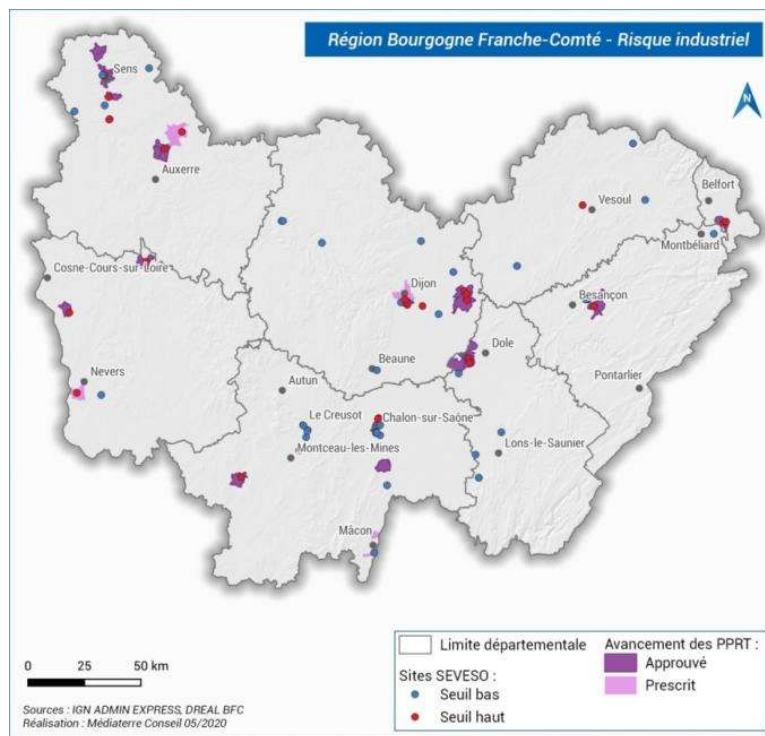 Région Bourgogne Franche-Comté - Risque industriel
N
Sens
Auxerre
Belfort
Vesoul
Montbéliard
Cosne-Cours-sur-Loire
Dijon
Besançon
Dole
Nevers
Beaune
Pontarlier
Autun
Le Creusot
Chalon-sur-Saône
Montceau-les-Mines
Lons-le-Saunier
Mâcon
0 25 50 km
Limite départementale
Sites SEVESO :
Seuil bas
Seuil haut
Avancement des PPRT :
Approuvé
Prescrit
Sources : IGN ADMIN EXPRESS, DREAL BFC
Réalisation : Médiaterre Conseil 05/2020